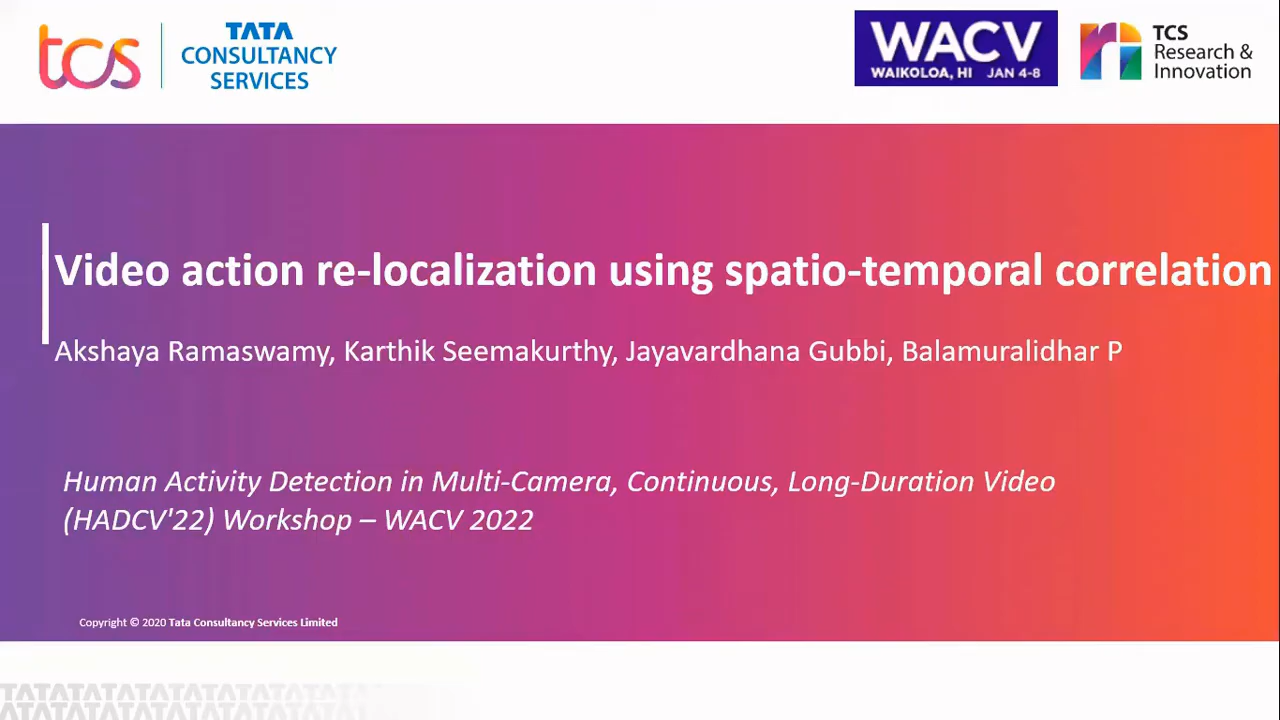 tcs
TATA
CONSULTANCY
SERVICES
WACV
WAIKOLOA, HI JAN 4-8
TCS
Research &
Innovation
Video action re-localization using spatio-temporal correlation
Akshaya Ramaswamy, Karthik Seemakurthy, Jayavardhana Gubbi, Balamuralidhar P
Human Activity Detection in Multi-Camera, Continuous, Long-Duration Video
(HADCV'22) Workshop – WACV 2022
Copyright © 2020 Tata Consultancy Services Limited
TATATATATATATATATATATA